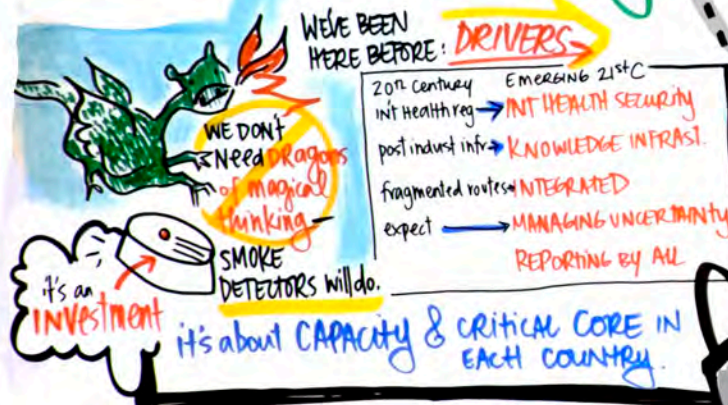 WE'VE BEEN
HERE BEFORE: DRIVERS
WE DON'T
Need DRagons
of magical
thinking —
SMOKE
DETECTORS will do.
it's an
INVestment
20th Century EMERGING 21st C
INT Health reg → INT HEALTH SECURITY
post indust infr → KNOWLEDGE INFRAST.
fragmented routes → INTEGRATED
expect → MANAGING UNCERTAINTY
REPORTING BY ALL
it's about CAPACITY & CRITICAL CORE IN
EACH COUNTRY.